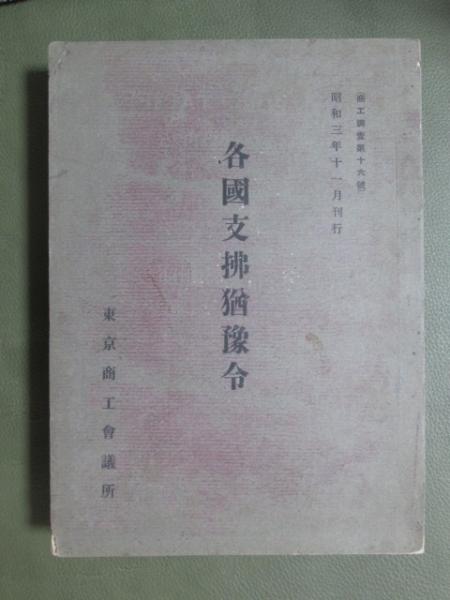 (商工調査第十六號)
昭和三年十一月刊行
各國支拂猶豫令
東京商工會議所